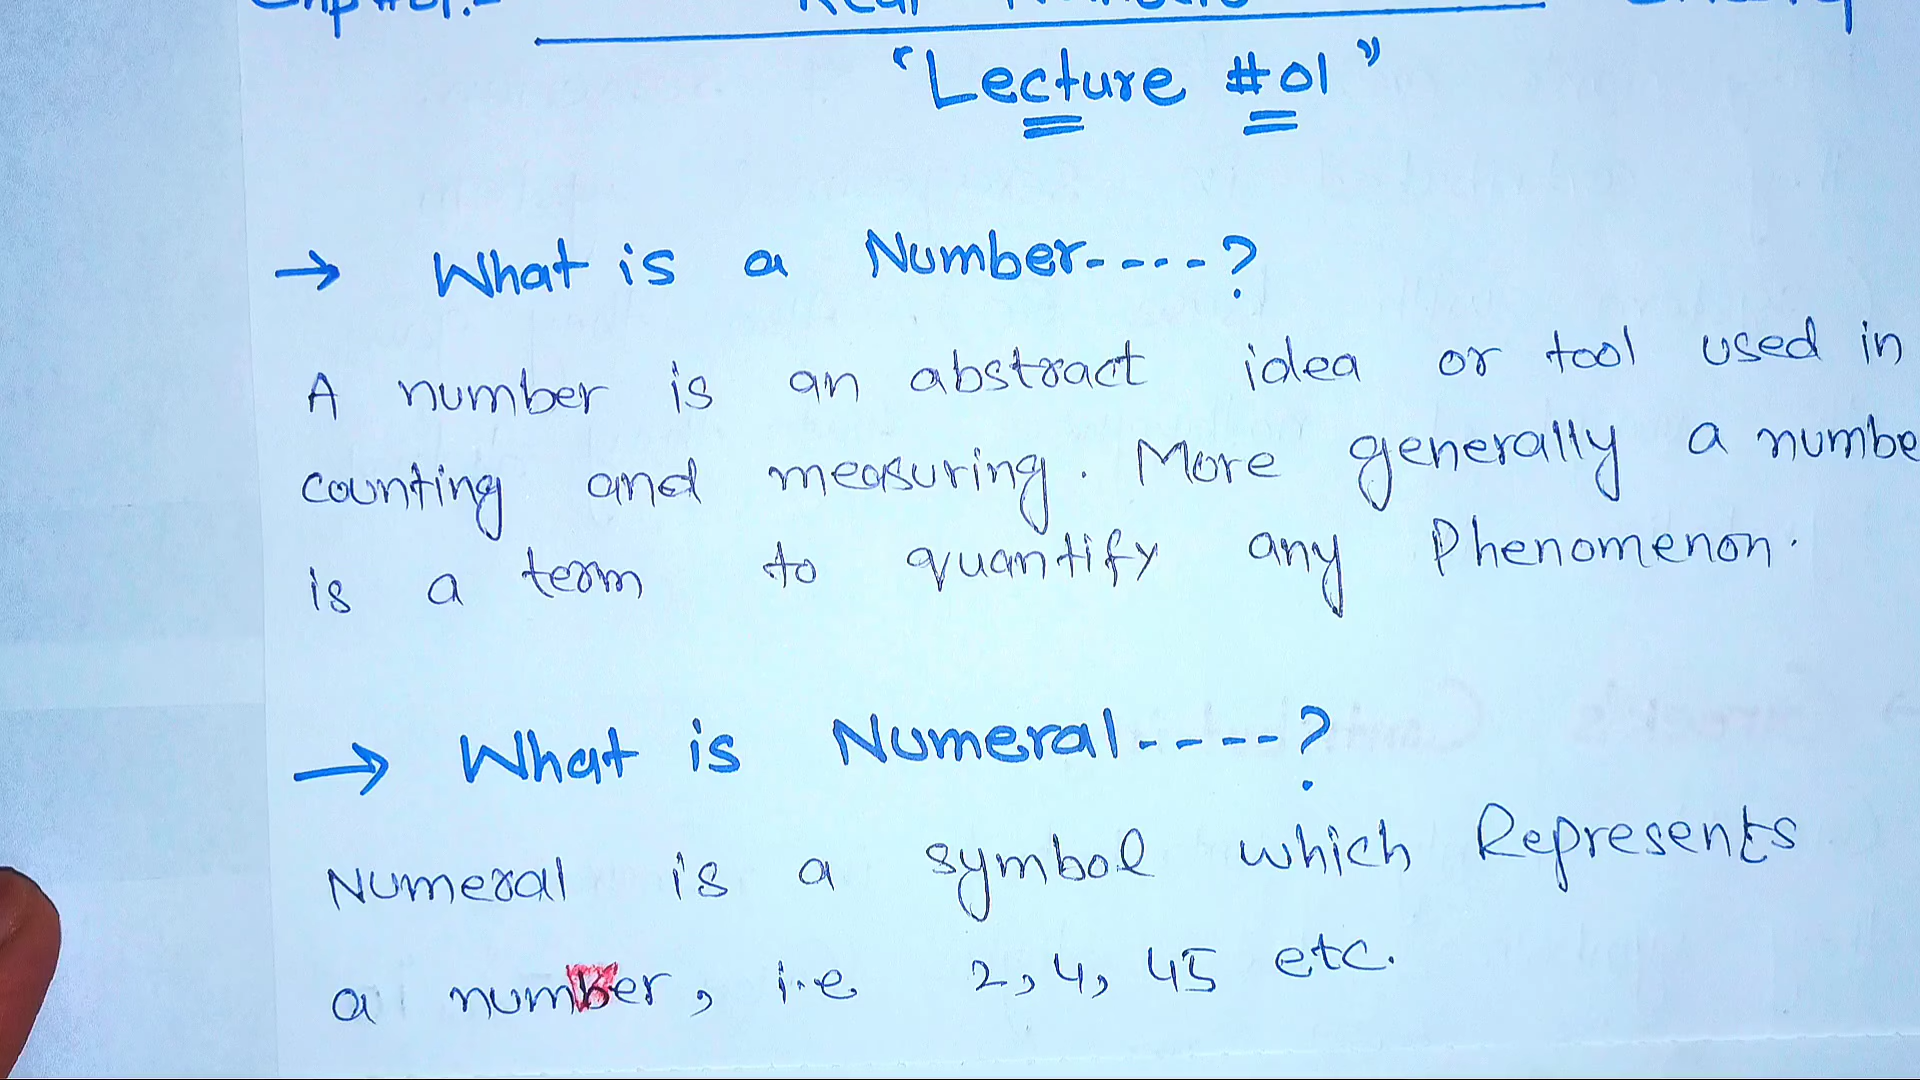 "Lecture #01"
→ What is a Number----?
A number is an abstract idea or tool used in
counting and measuring. More generally a numbe
is a term to quantify any Phenomenon.
→ What is Numeral----?
Numeral is a symbol which Represents
a number, i.e 2, 4, 45 etc.